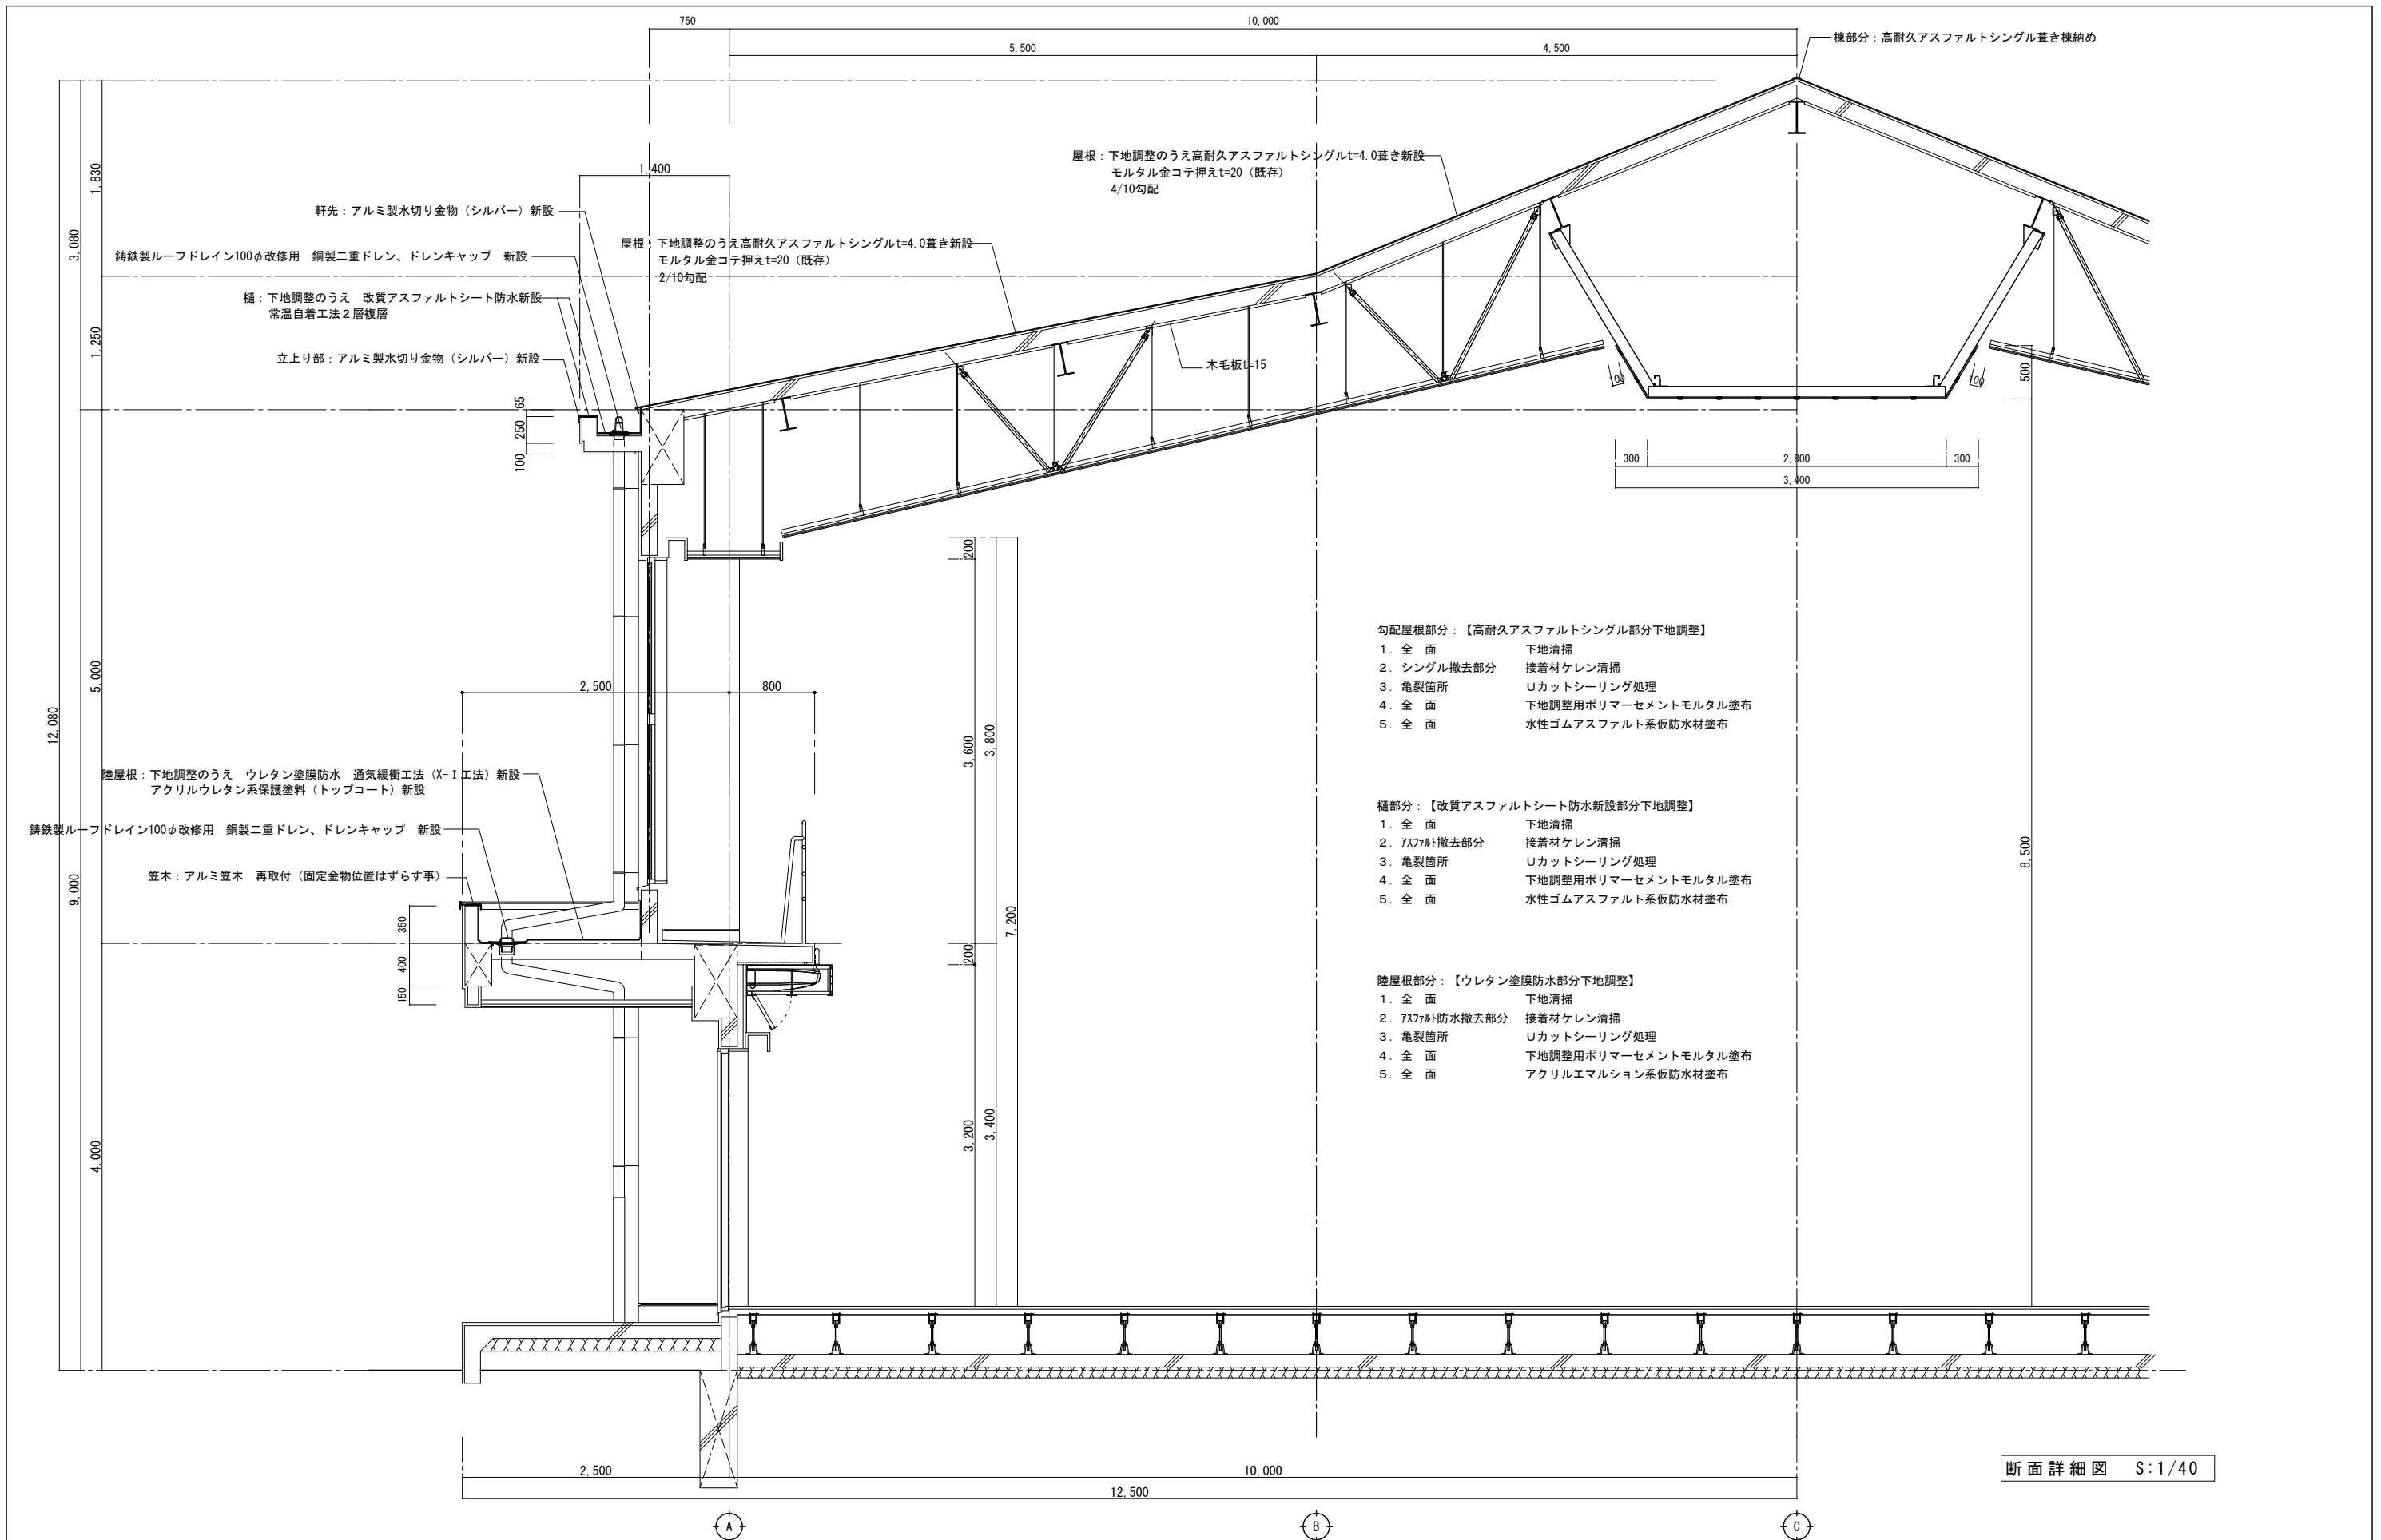 750
10,000
5,500
4,500
棟部分：高耐久アスファルトシングル葺き棟納め
1,400
屋根：下地調整のうえ高耐久アスファルトシングルt=4.0葺き新設
モルタル金コテ押えt=20（既存）
4/10勾配
軒先：アルミ製水切り金物（シルバー）新設
屋根：下地調整のうえ高耐久アスファルトシングルt=4.0葺き新設
モルタル金コテ押えt=20（既存）
2/10勾配
鋳鉄製ルーフドレイン100φ改修用　銅製二重ドレン、ドレンキャップ　新設
樋：下地調整のうえ　改質アスファルトシート防水新設
常温自着工法２層複層
立上り部：アルミ製水切り金物（シルバー）新設
木毛板t=15
1,830
3,080
1,250
65
250
100
100
100
500
300
2,800
300
3,400
200
5,000
12,080
9,000
4,000
2,500
800
3,600
3,800
7,200
200
3,200
3,400
8,500
陸屋根：下地調整のうえ　ウレタン塗膜防水　通気緩衝工法（X-Ⅰ工法）新設
アクリルウレタン系保護塗料（トップコート）新設
鋳鉄製ルーフドレイン100φ改修用　銅製二重ドレン、ドレンキャップ　新設
笠木：アルミ笠木　再取付（固定金物位置はずらす事）
350
400
150
勾配屋根部分：【高耐久アスファルトシングル部分下地調整】
１．全　面　下地清掃
２．シングル撤去部分　接着材ケレン清掃
３．亀裂箇所　Ｕカットシーリング処理
４．全　面　下地調整用ポリマーセメントモルタル塗布
５．全　面　水性ゴムアスファルト系仮防水材塗布
樋部分：【改質アスファルトシート防水新設部分下地調整】
１．全　面　下地清掃
２．ｱｽﾌｧﾙﾄ撤去部分　接着材ケレン清掃
３．亀裂箇所　Ｕカットシーリング処理
４．全　面　下地調整用ポリマーセメントモルタル塗布
５．全　面　水性ゴムアスファルト系仮防水材塗布
陸屋根部分：【ウレタン塗膜防水部分下地調整】
１．全　面　下地清掃
２．ｱｽﾌｧﾙﾄ防水撤去部分　接着材ケレン清掃
３．亀裂箇所　Ｕカットシーリング処理
４．全　面　下地調整用ポリマーセメントモルタル塗布
５．全　面　アクリルエマルション系仮防水材塗布
2,500
10,000
12,500
A
B
C
断面詳細図　S:1/40